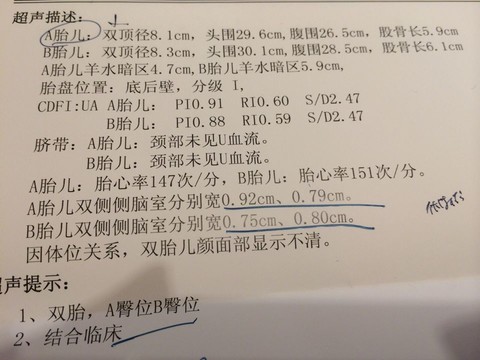 超声描述:
A胎儿: 双顶径8.1cm, 头围29.6cm,腹围26.5cm, 股骨长5.9cm
B胎儿: 双顶径8.3cm, 头围30.1cm,腹围28.5cm, 股骨长6.1cm
A胎儿羊水暗区4.7cm,B胎儿羊水暗区5.9cm,
胎盘位置: 底后壁, 分级 I,
CDFI:UA A胎儿: PI0.91 RI0.60 S/D2.47
B胎儿: PI0.88 RI0.59 S/D2.47
脐带: A胎儿: 颈部未见U血流。
B胎儿: 颈部未见U血流。
A胎儿: 胎心率147次/分, B胎儿: 胎心率151次/分。
A胎儿双侧侧脑室分别宽0.92cm、0.79cm。
B胎儿双侧侧脑室分别宽0.75cm、0.80cm。
因体位关系, 双胎儿颜面部显示不清。
超声提示:
1、双胎, A臀位B臀位
2、结合临床